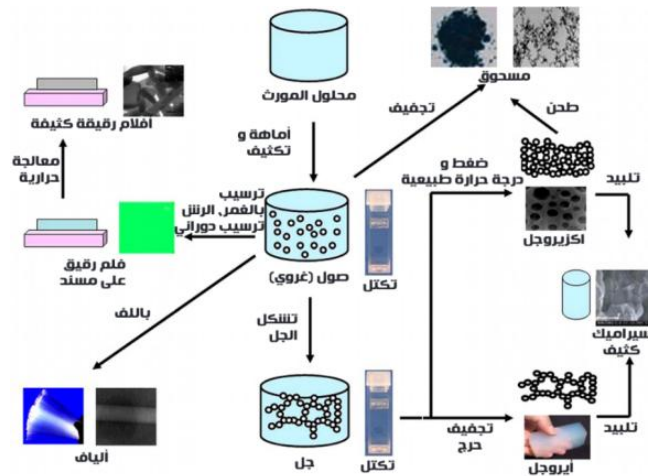 محلول المورث
مسحوق
أفلام رقيقة كثيفة
أماهة و
تكثيف
تجفيف
طحن
معالجة
حرارية
ضغط و
درجة حرارة طبيعية
تلبيد
ترسيب
بالغمر, الرش
ترسيب دوراني
اكزيروجل
فلم رقيق
على مسند
صول (غروي)
تكتل
باللف
تشكل
الجل
سيراميك
كثيف
تجفيف
حرج
تلبيد
ألياف
جل
تكتل
أيروجل